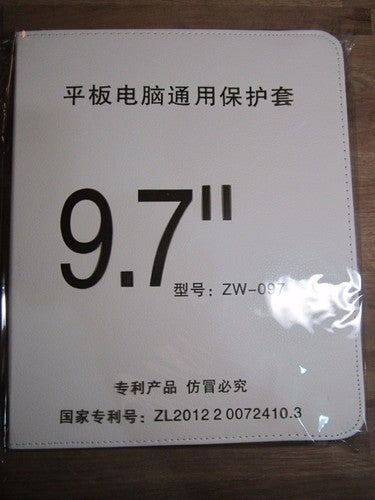 平板电脑通用保护套
9.7"
型号: ZW-097
专利产品 仿冒必究
国家专利号: ZL2012 2 0072410.3